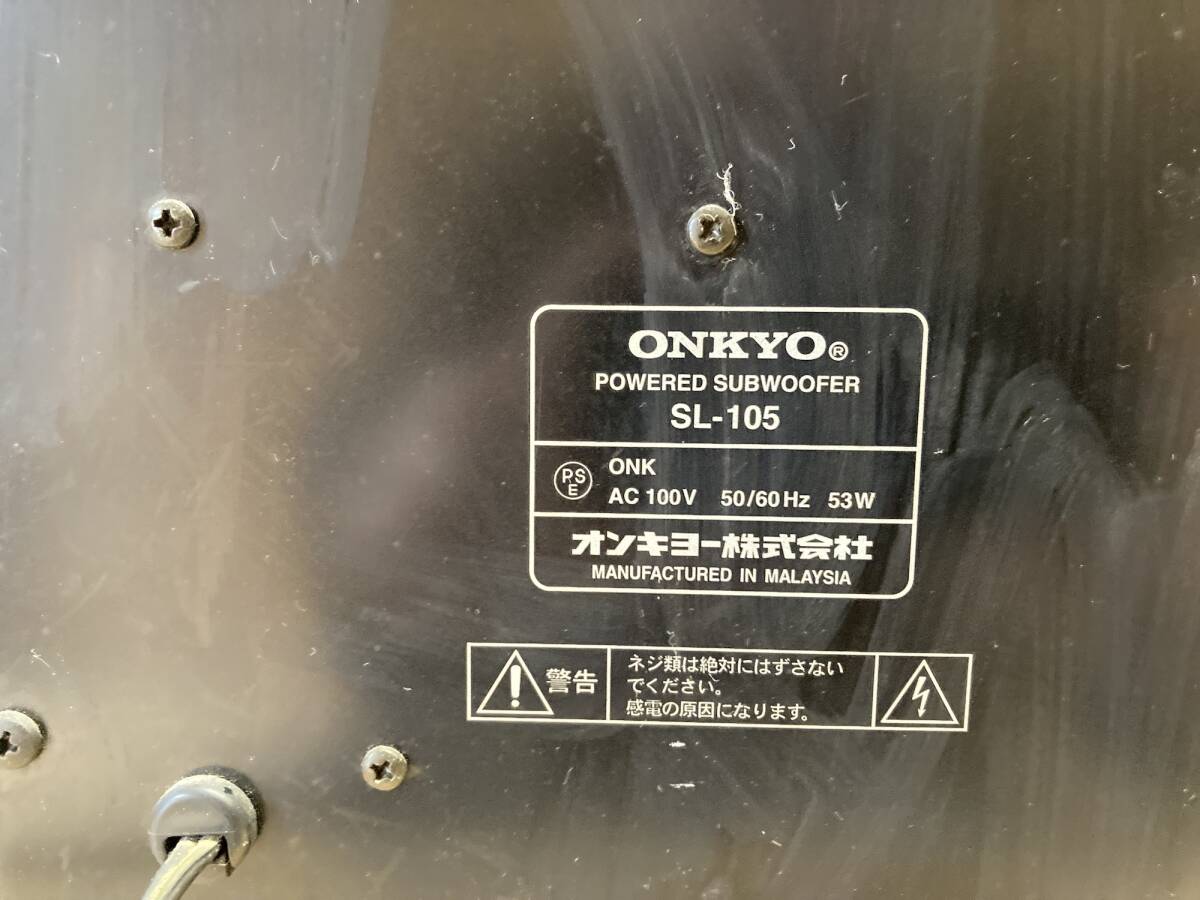 ONKYO®
POWERED SUBWOOFER
SL-105
PSE
ONK
AC 100V 50/60Hz 53W
オンキヨー株式会社
MANUFACTURED IN MALAYSIA
警告
ネジ類は絶対にはずさない
でください。
感電の原因になります。